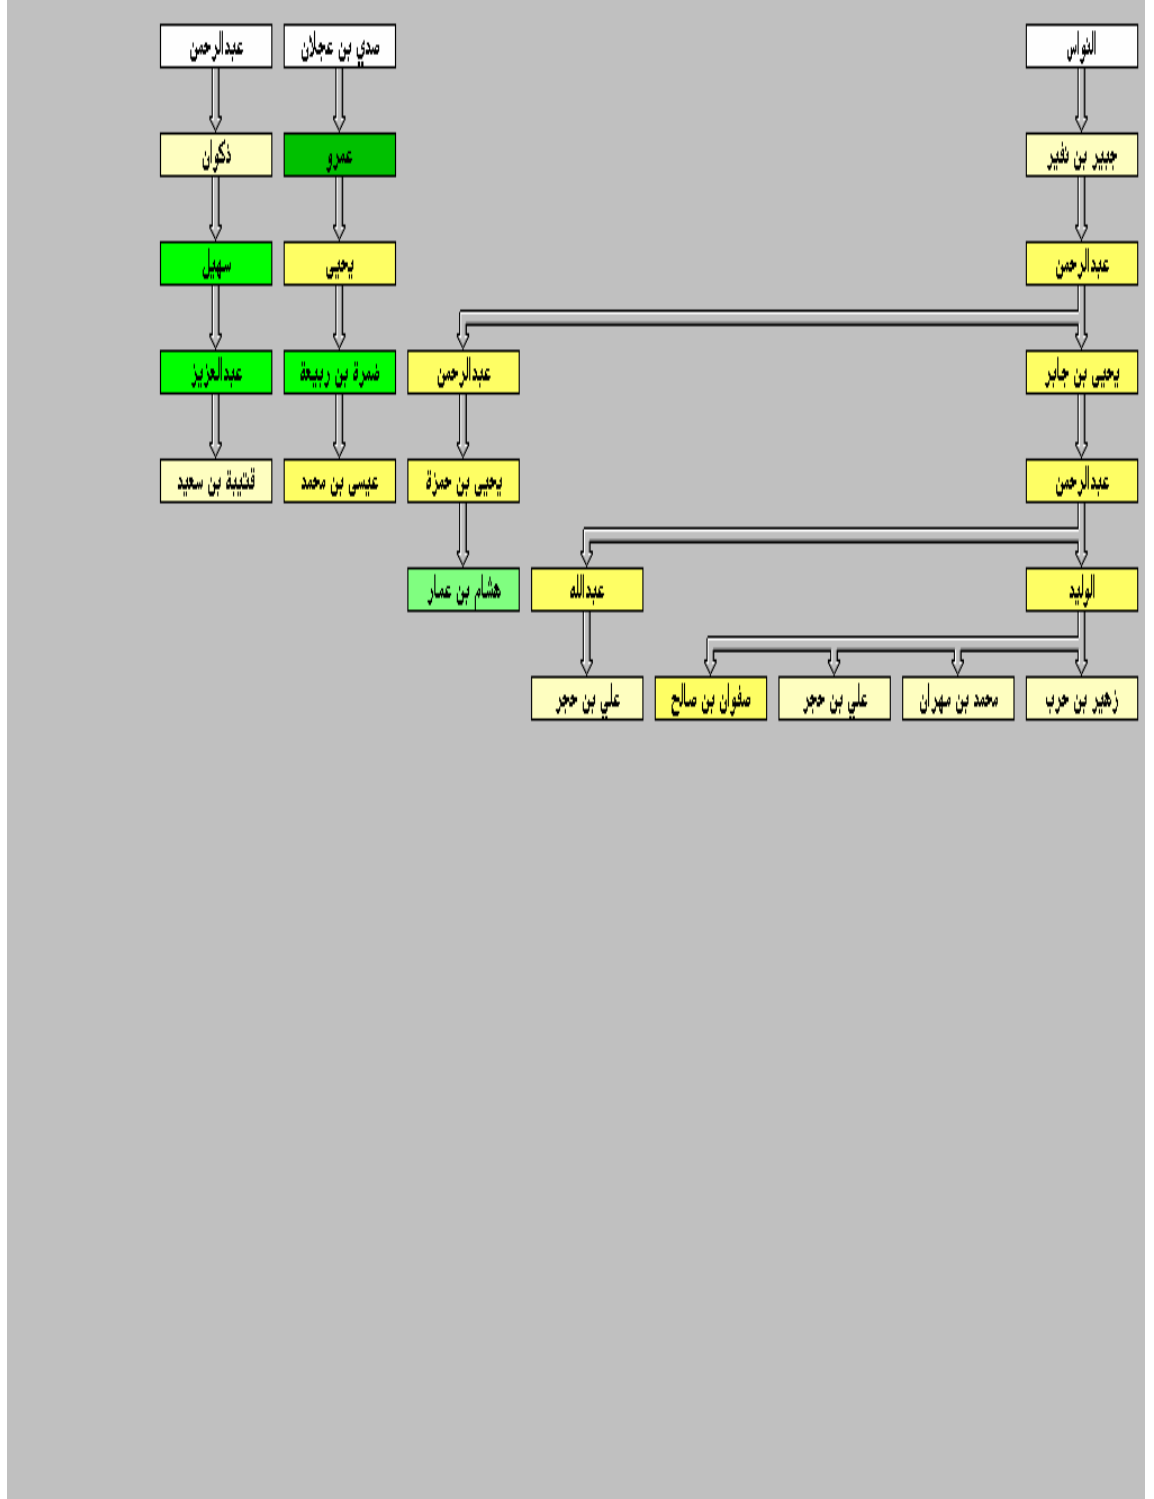 النواس
صدي بن عجلان
عبدالرحمن
جبير بن نفير
عمرو
ذكوان
عبدالرحمن
يحيى
سهيل
يحيى بن جابر
عبدالرحمن
ضمرة بن ربيعة
عبدالعزيز
عبدالرحمن
يحيى بن حمزة
عيسى بن محمد
قتيبة بن سعيد
الوليد
عبدالله
هشام بن عمار
زهير بن حرب
محمد بن مهران
علي بن حجر
صفوان بن صالح
علي بن حجر